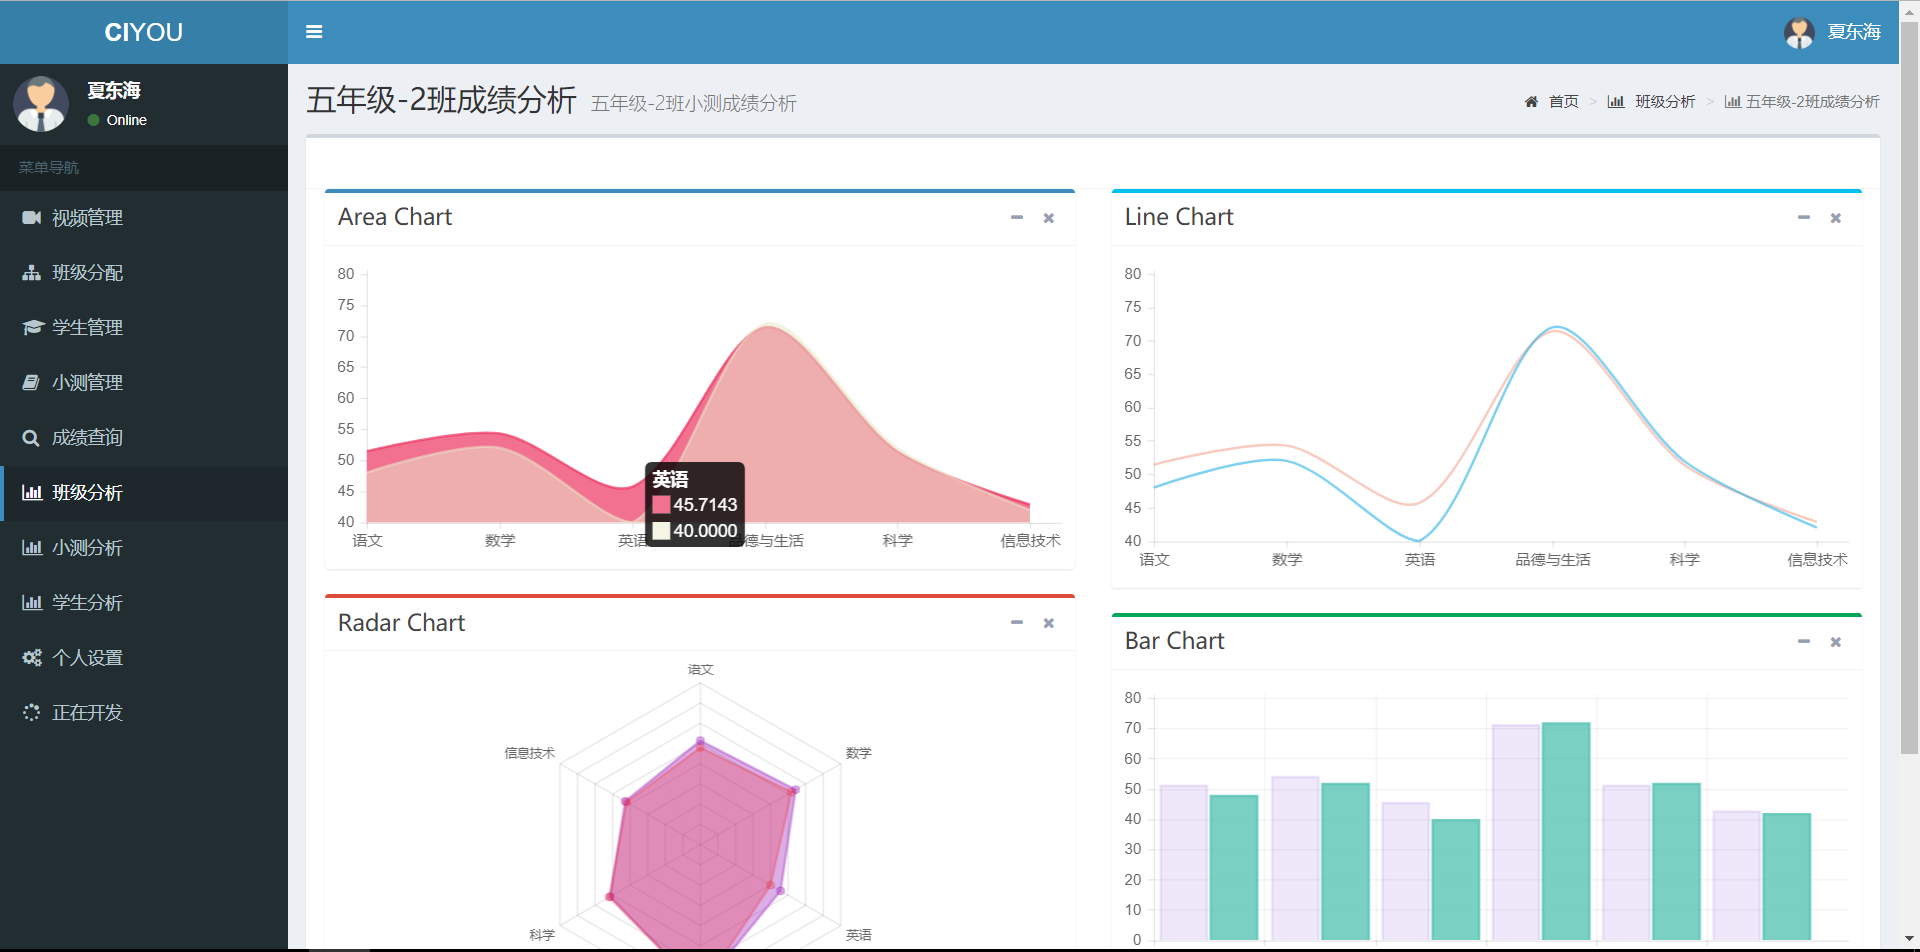 CIYOU
夏东海
夏东海
Online
菜单导航
视频管理
班级分配
学生管理
小测管理
成绩查询
班级分析
小测分析
学生分析
个人设置
正在开发
五年级-2班成绩分析 五年级-2班小测成绩分析
首页 > 班级分析 > 五年级-2班成绩分析
Area Chart
80
75
70
65
60
55
50
45
40
语文 数学 英语 品德与生活 科学 信息技术
英语
45.7143
40.0000
Line Chart
80
75
70
65
60
55
50
45
40
语文 数学 英语 品德与生活 科学 信息技术
Radar Chart
语文
信息技术 数学
科学 英语
Bar Chart
80
70
60
50
40
30
20
10
0